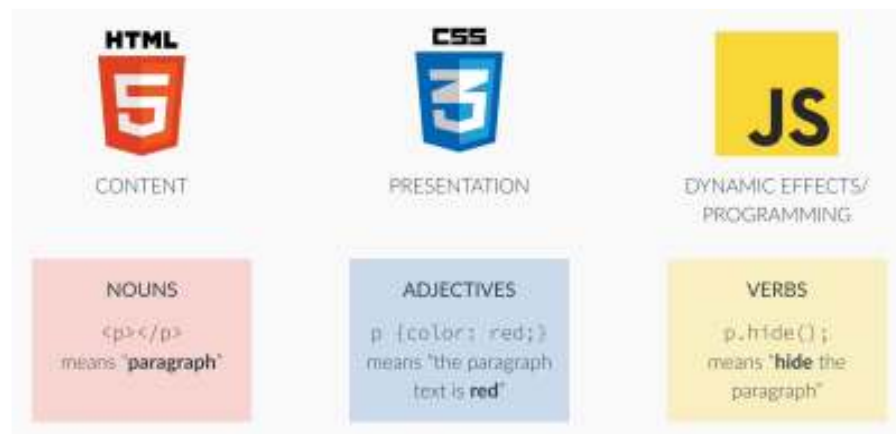 HTML
5
CONTENT
NOUNS
<p></p>
means "paragraph"
CSS
3
PRESENTATION
ADJECTIVES
p {color: red;}
means "the paragraph
text is red"
JS
DYNAMIC EFFECTS/
PROGRAMMING
VERBS
p.hide();
means "hide the
paragraph"